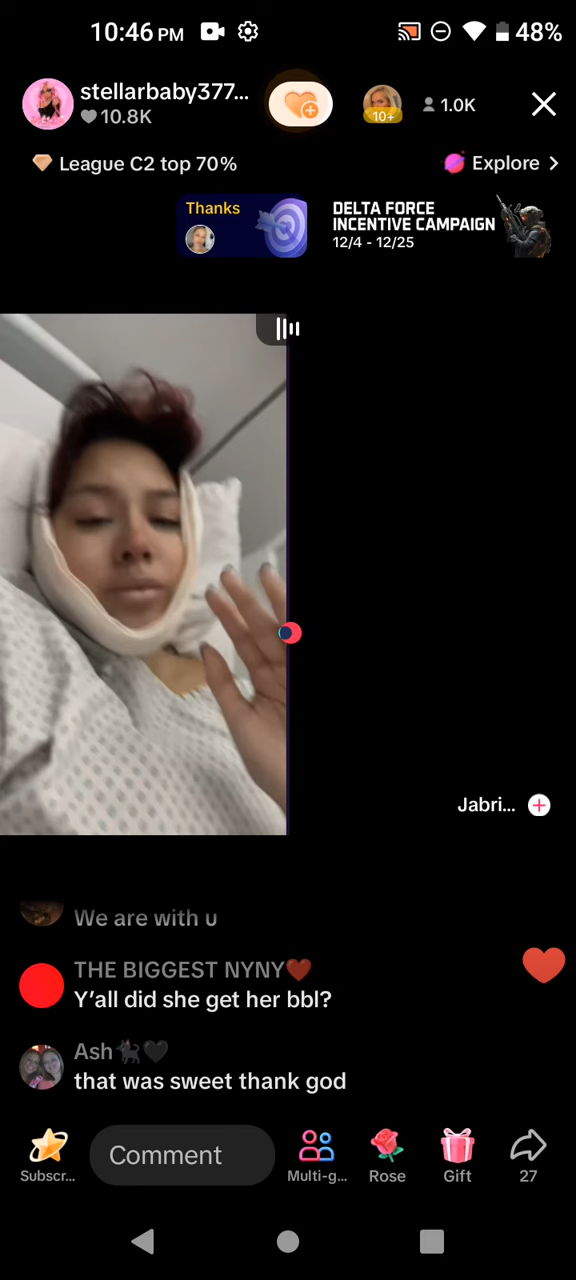 10:46 PM
48%
stellarbaby377...
10.8K
10+
1.0K
League C2 top 70%
Explore >
Thanks
DELTA FORCE
INCENTIVE CAMPAIGN
12/4 - 12/25
Jabri...
We are with u
THE BIGGEST NYNY❤️
Y’all did she get her bbl?
Ash🐈‍⬛🖤
that was sweet thank god
Comment
Subscr...
Multi-g...
Rose
Gift
27